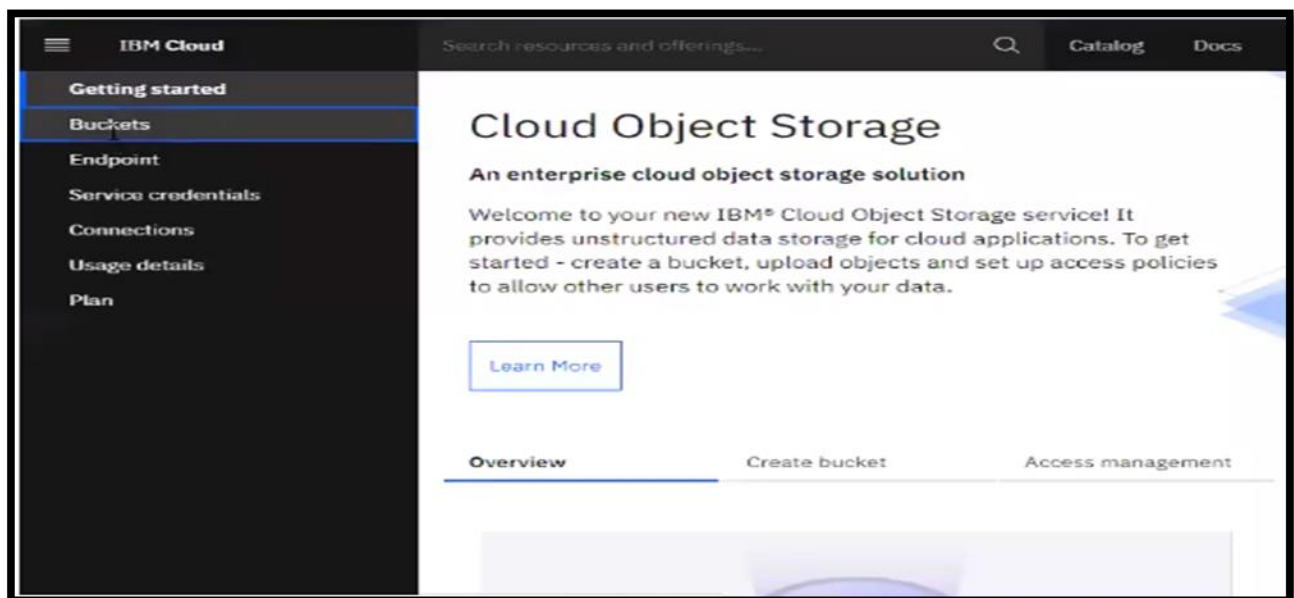 IBM Cloud
Search resources and offerings...
Catalog
Docs
Getting started
Buckets
Endpoint
Service credentials
Connections
Usage details
Plan
Cloud Object Storage
An enterprise cloud object storage solution
Welcome to your new IBM® Cloud Object Storage service! It
provides unstructured data storage for cloud applications. To get
started - create a bucket, upload objects and set up access policies
to allow other users to work with your data.
Learn More
Overview
Create bucket
Access management